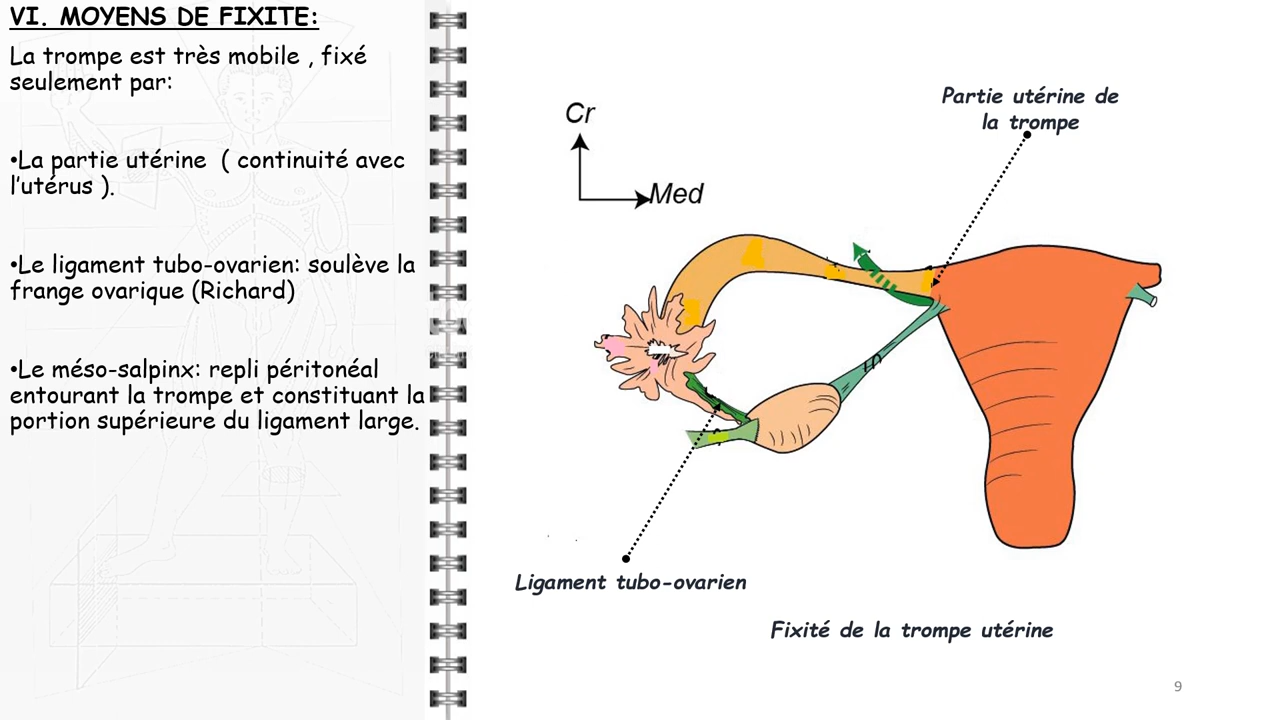 VI. MOYENS DE FIXITE:
La trompe est très mobile , fixé
seulement par:
•La partie utérine ( continuité avec
l'utérus ).
•Le ligament tubo-ovarien: soulève la
frange ovarique (Richard)
•Le méso-salpinx: repli péritonéal
entourant la trompe et constituant la
portion supérieure du ligament large.
Partie utérine de
la trompe
Cr
Med
Ligament tubo-ovarien
Fixité de la trompe utérine
9